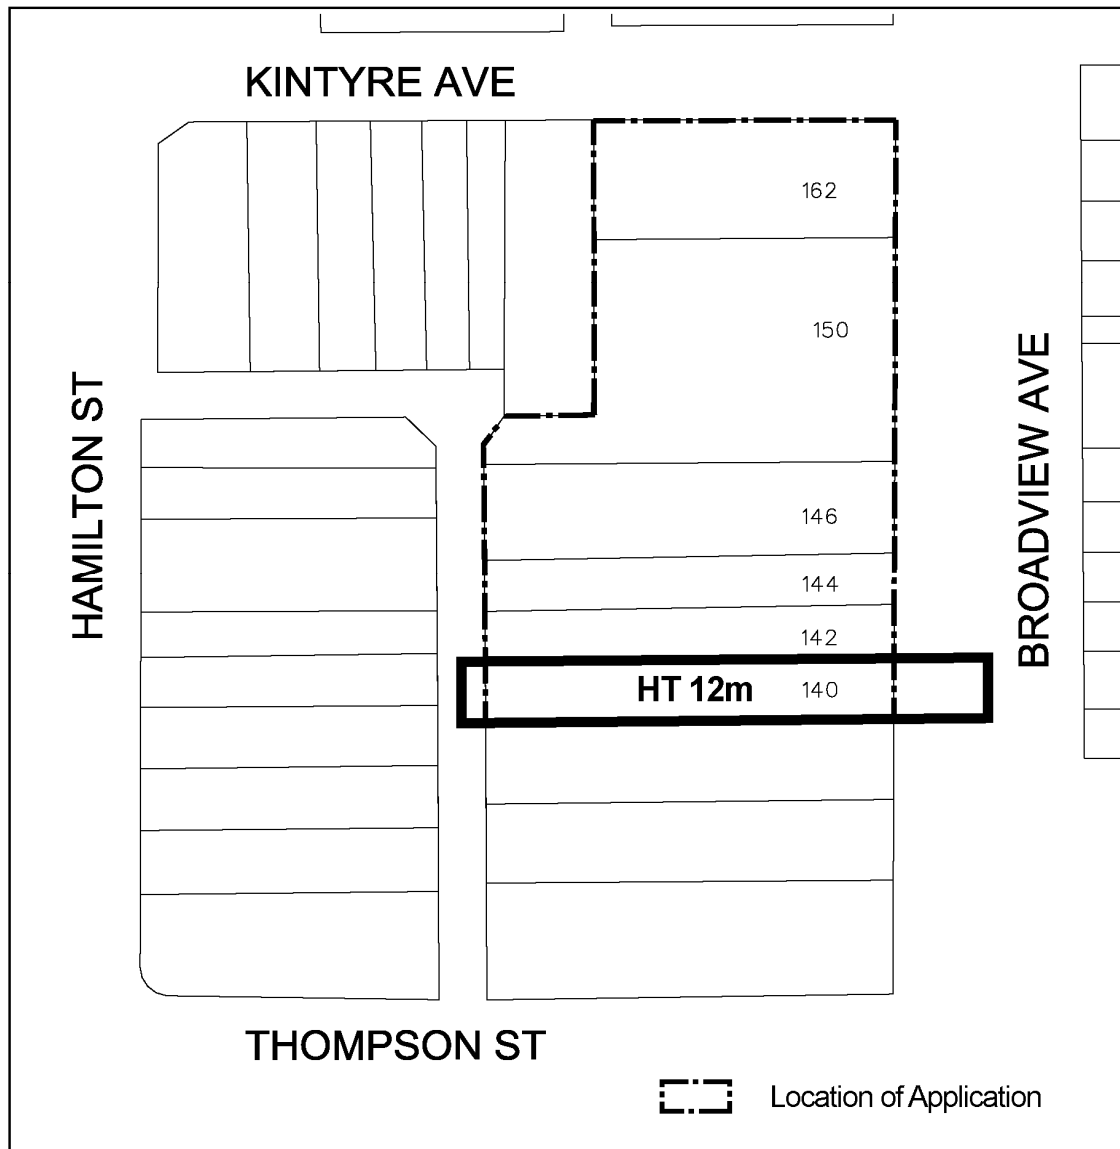 KINTYRE AVE
162
150
HAMILTON ST
BROADVIEW AVE
146
144
142
HT 12m 140
THOMPSON ST
Location of Application